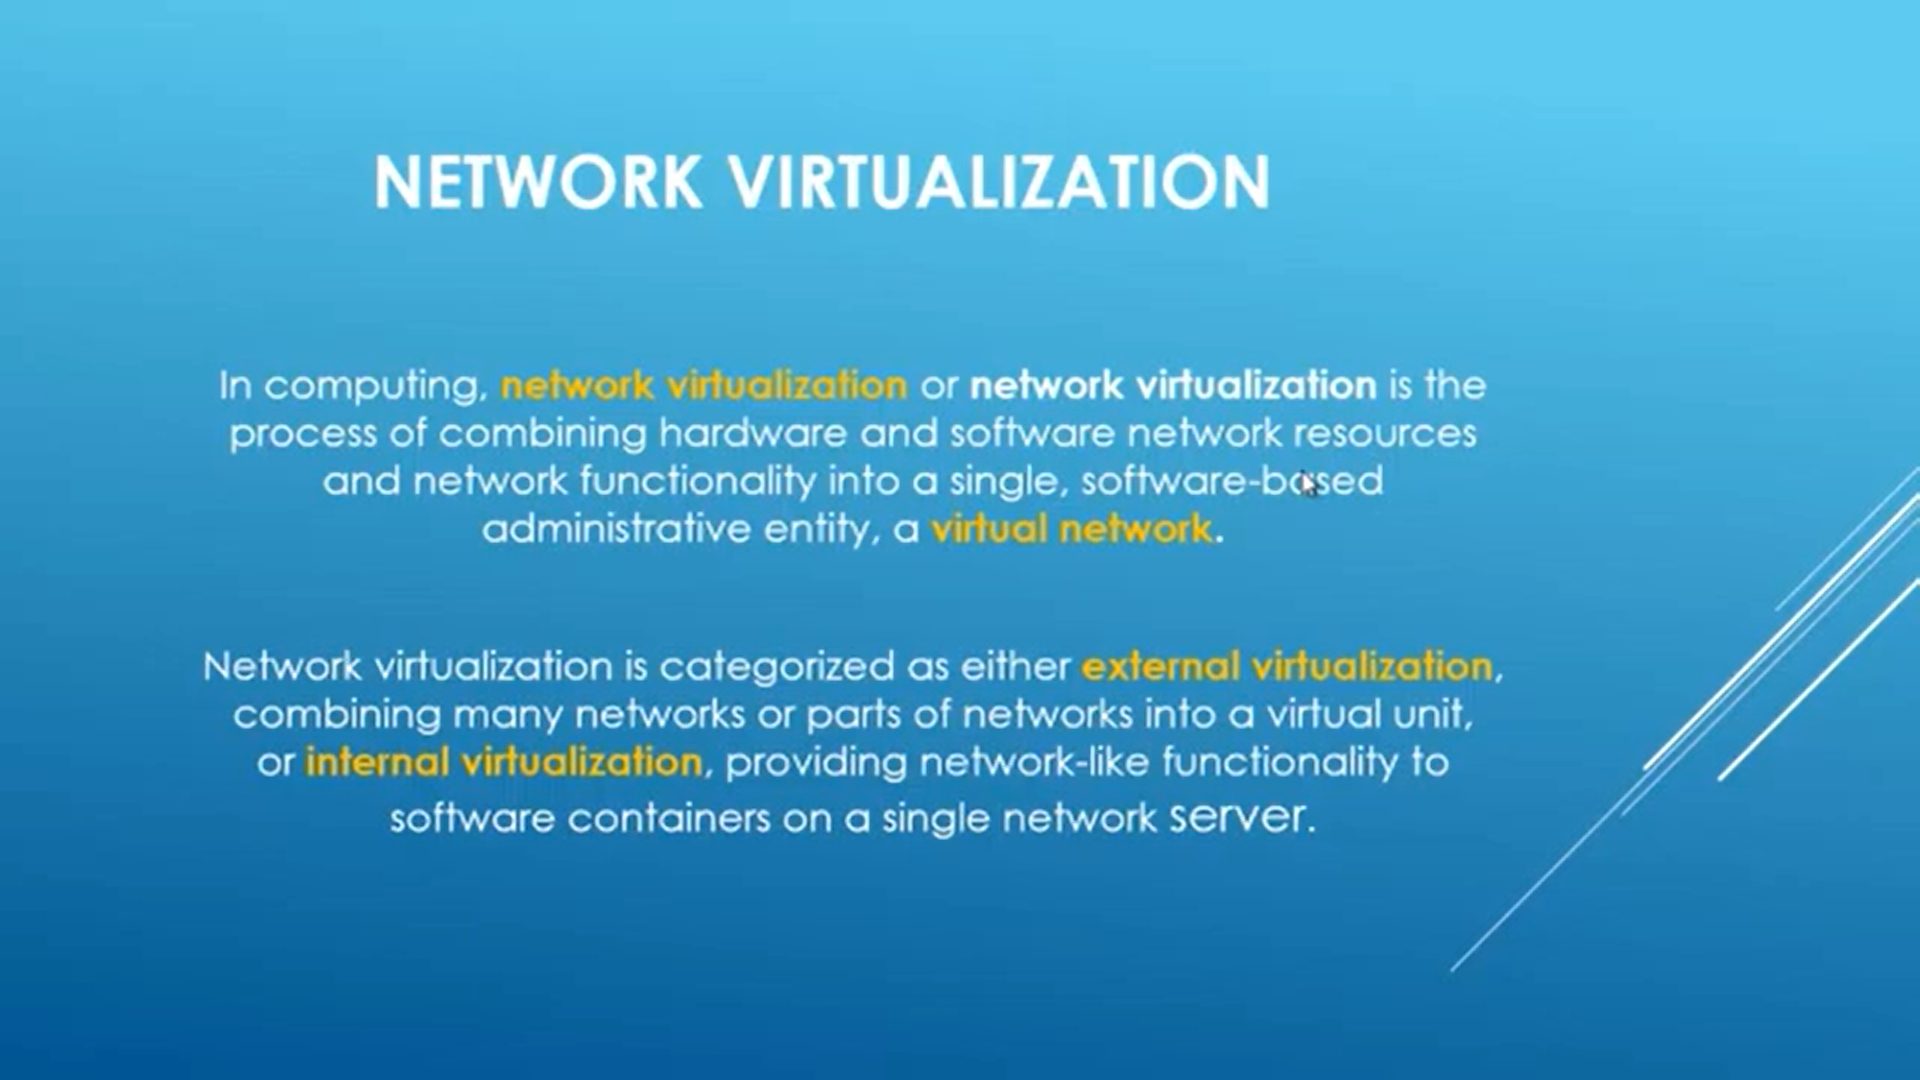 NETWORK VIRTUALIZATION
In computing, network virtualization or network virtualization is the
process of combining hardware and software network resources
and network functionality into a single, software-based
administrative entity, a virtual network.
Network virtualization is categorized as either external virtualization,
combining many networks or parts of networks into a virtual unit,
or internal virtualization, providing network-like functionality to
software containers on a single network server.